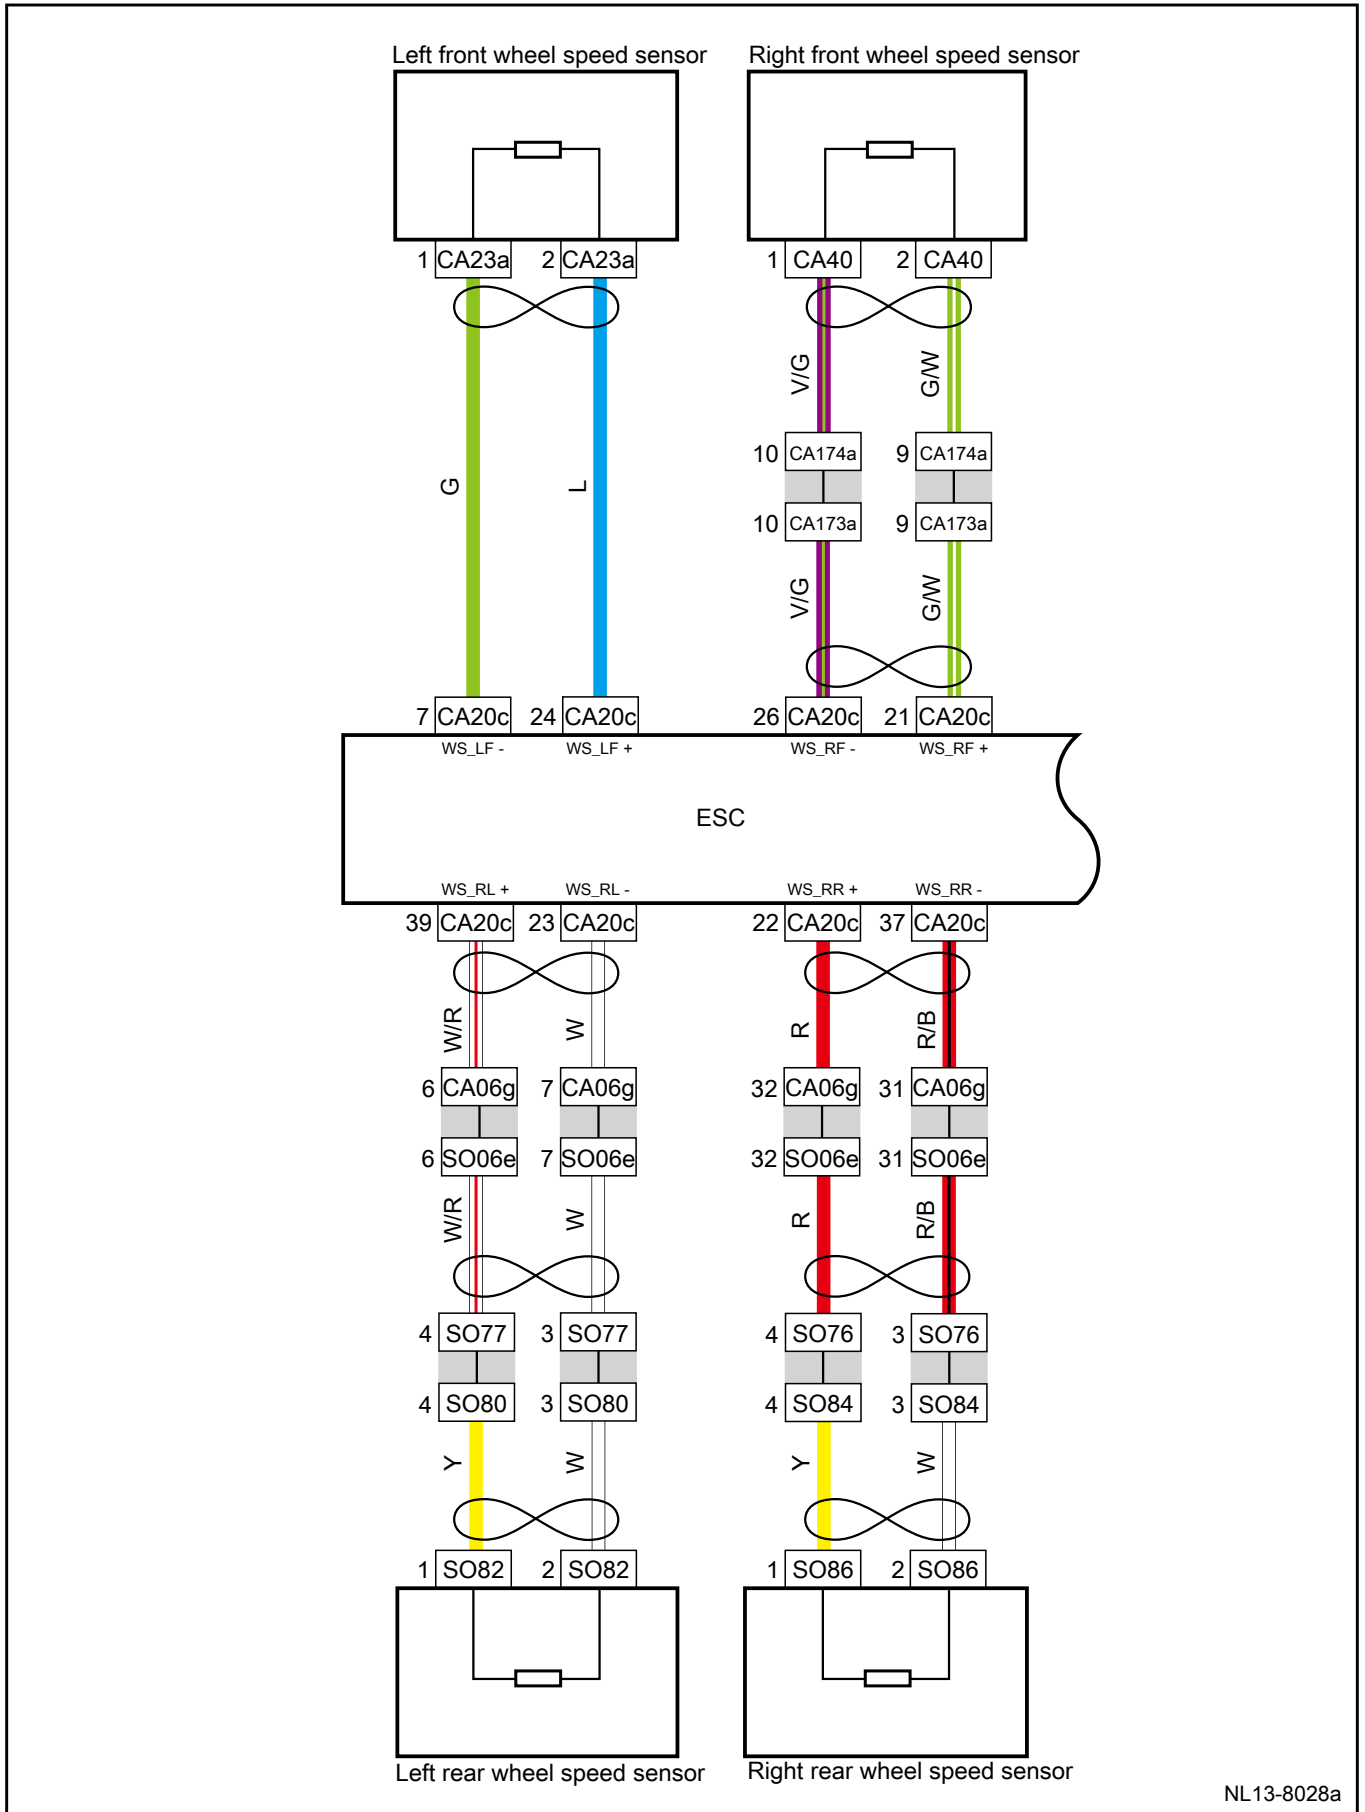 Left front wheel speed sensor Right front wheel speed sensor
1 CA23a 2 CA23a 1 CA40 2 CA40
V/G G/W
10 CA174a 9 CA174a
G L
10 CA173a 9 CA173a
V/G G/W
7 CA20c 24 CA20c 26 CA20c 21 CA20c
WS_LF - WS_LF + WS_RF - WS_RF +
ESC
WS_RL + WS_RL - WS_RR + WS_RR -
39 CA20c 23 CA20c 22 CA20c 37 CA20c
W/R W R R/B
6 CA06g 7 CA06g 32 CA06g 31 CA06g
6 SO06e 7 SO06e 32 SO06e 31 SO06e
W/R W R R/B
4 SO77 3 SO77 4 SO76 3 SO76
4 SO80 3 SO80 4 SO84 3 SO84
Y W Y W
1 SO82 2 SO82 1 SO86 2 SO86
Left rear wheel speed sensor Right rear wheel speed sensor
NL13-8028a